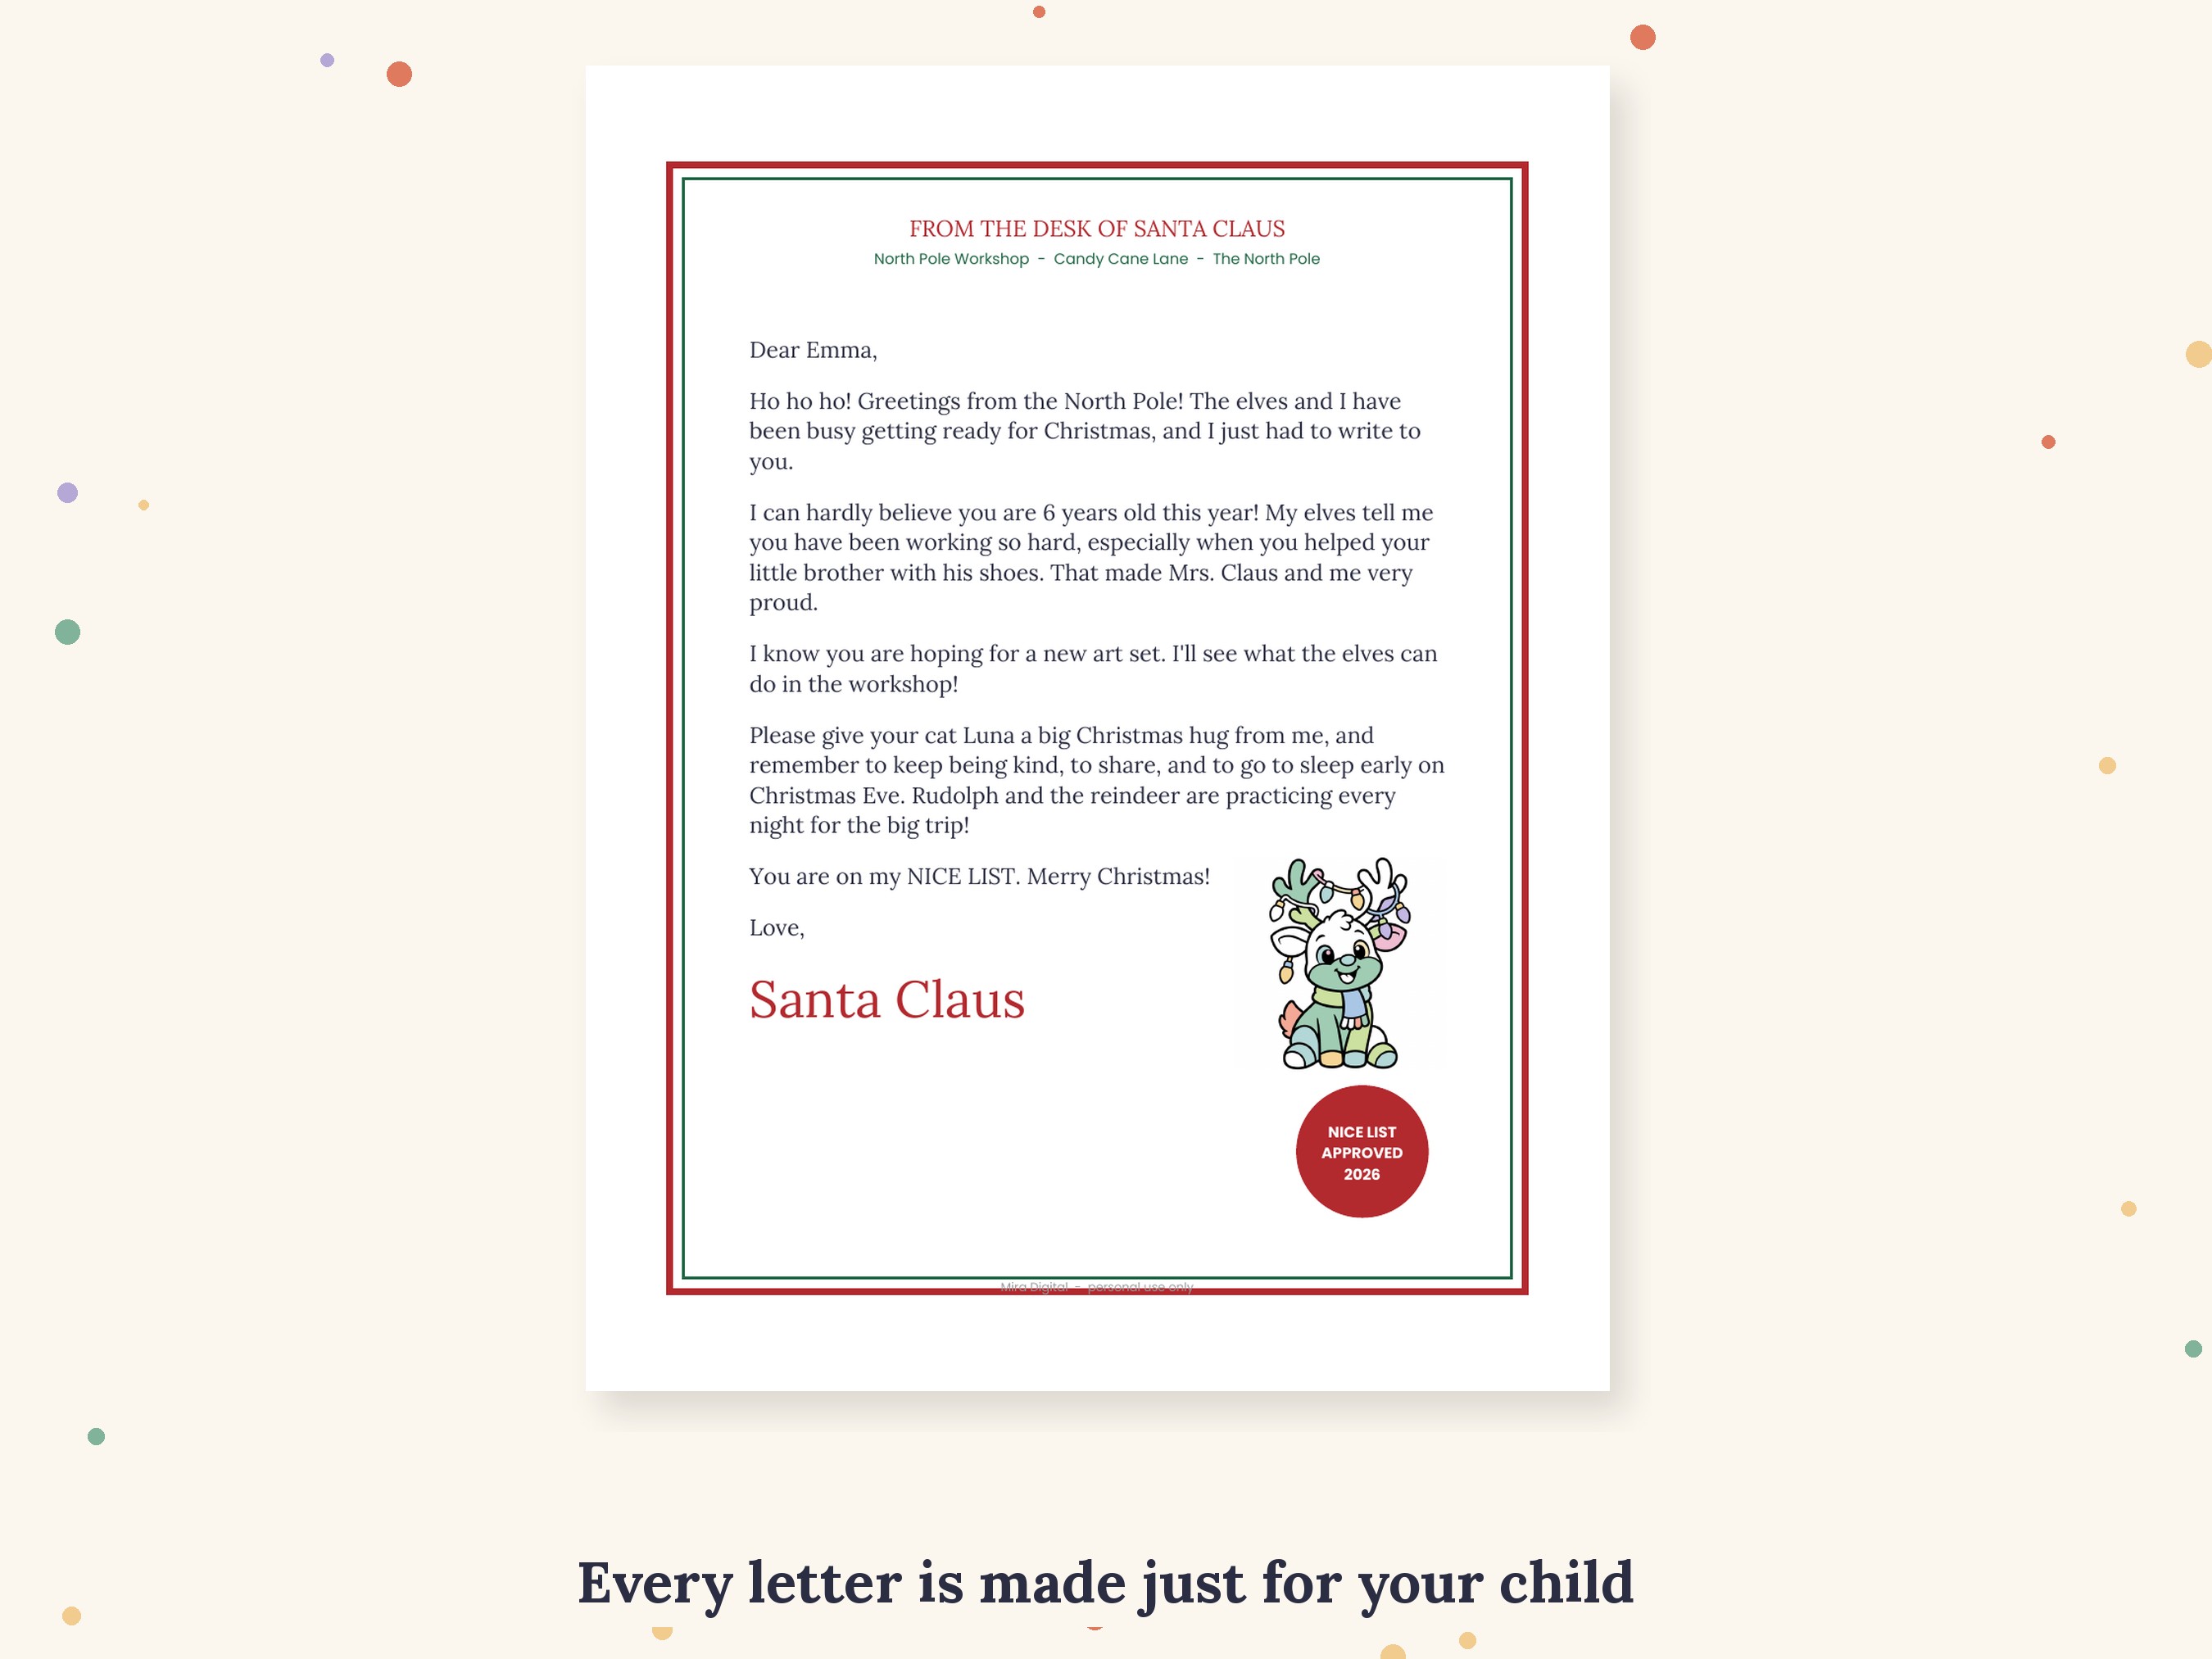 FROM THE DESK OF SANTA CLAUS
North Pole Workshop - Candy Cane Lane - The North Pole
Dear Emma,
Ho ho ho! Greetings from the North Pole! The elves and I have
been busy getting ready for Christmas, and I just had to write to
you.
I can hardly believe you are 6 years old this year! My elves tell me
you have been working so hard, especially when you helped your
little brother with his shoes. That made Mrs. Claus and me very
proud.
I know you are hoping for a new art set. I'll see what the elves can
do in the workshop!
Please give your cat Luna a big Christmas hug from me, and
remember to keep being kind, to share, and to go to sleep early on
Christmas Eve. Rudolph and the reindeer are practicing every
night for the big trip!
You are on my NICE LIST. Merry Christmas!
Love,
Santa Claus
NICE LIST
APPROVED
2026
Mira Digital - personal use only
Every letter is made just for your child